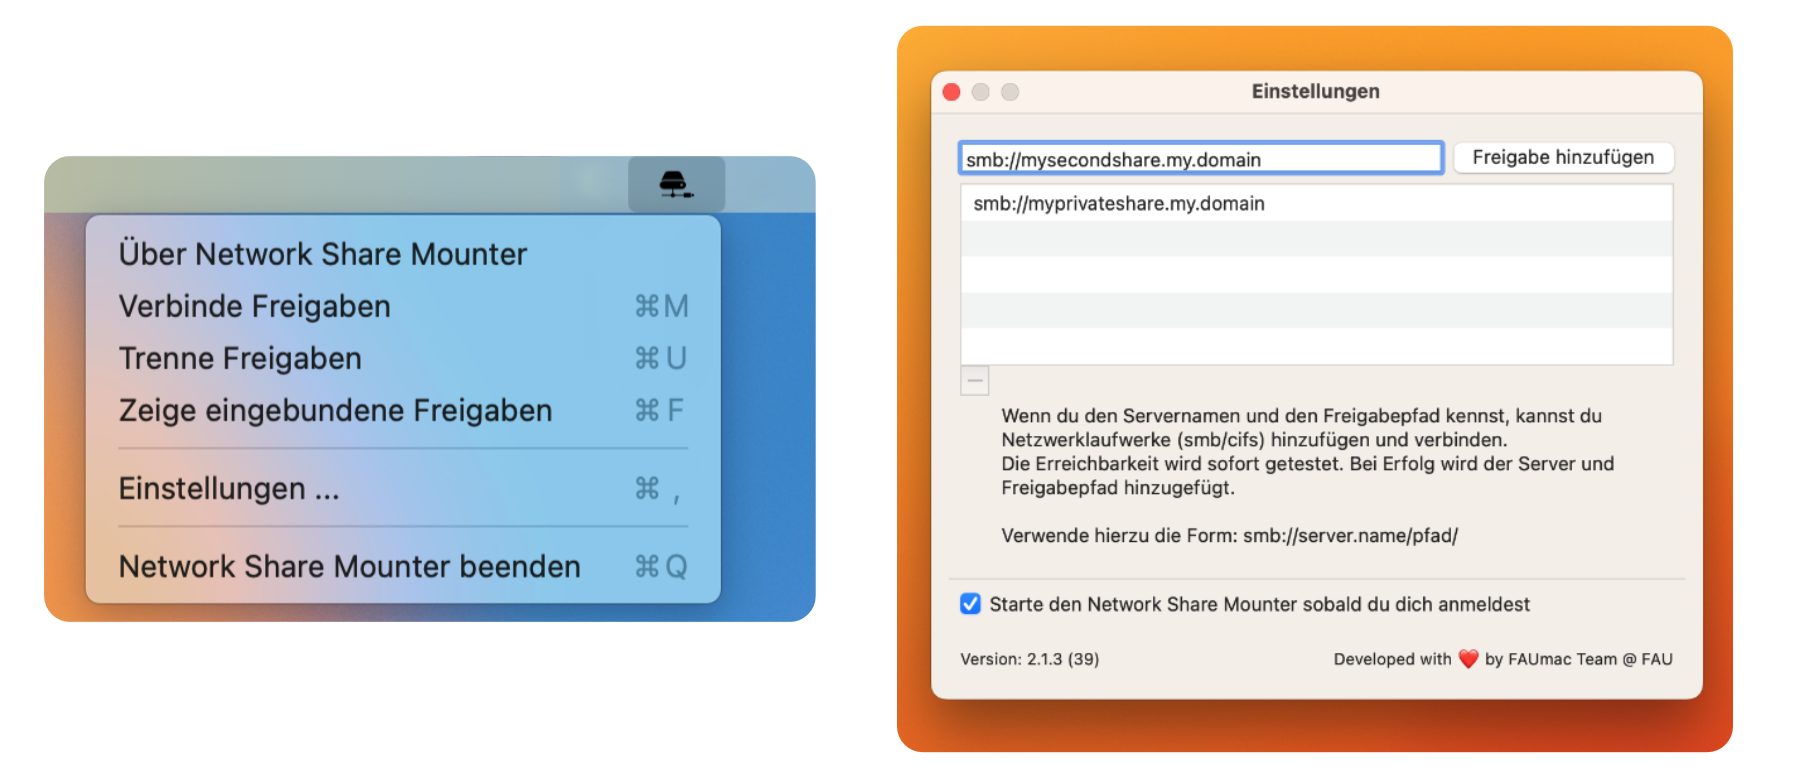 Über Network Share Mounter
Verbinde Freigaben ⌘M
Trenne Freigaben ⌘U
Zeige eingebundene Freigaben ⌘F
Einstellungen ... ⌘,
Network Share Mounter beenden ⌘Q
Einstellungen
smb://mysecondshare.my.domain Freigabe hinzufügen
smb://myprivateshare.my.domain
Wenn du den Servernamen und den Freigabepfad kennst, kannst du
Netzwerklaufwerke (smb/cifs) hinzufügen und verbinden.
Die Erreichbarkeit wird sofort getestet. Bei Erfolg wird der Server und
Freigabepfad hinzugefügt.
Verwende hierzu die Form: smb://server.name/pfad/
Starte den Network Share Mounter sobald du dich anmeldest
Version: 2.1.3 (39) Developed with ❤️ by FAUmac Team @ FAU